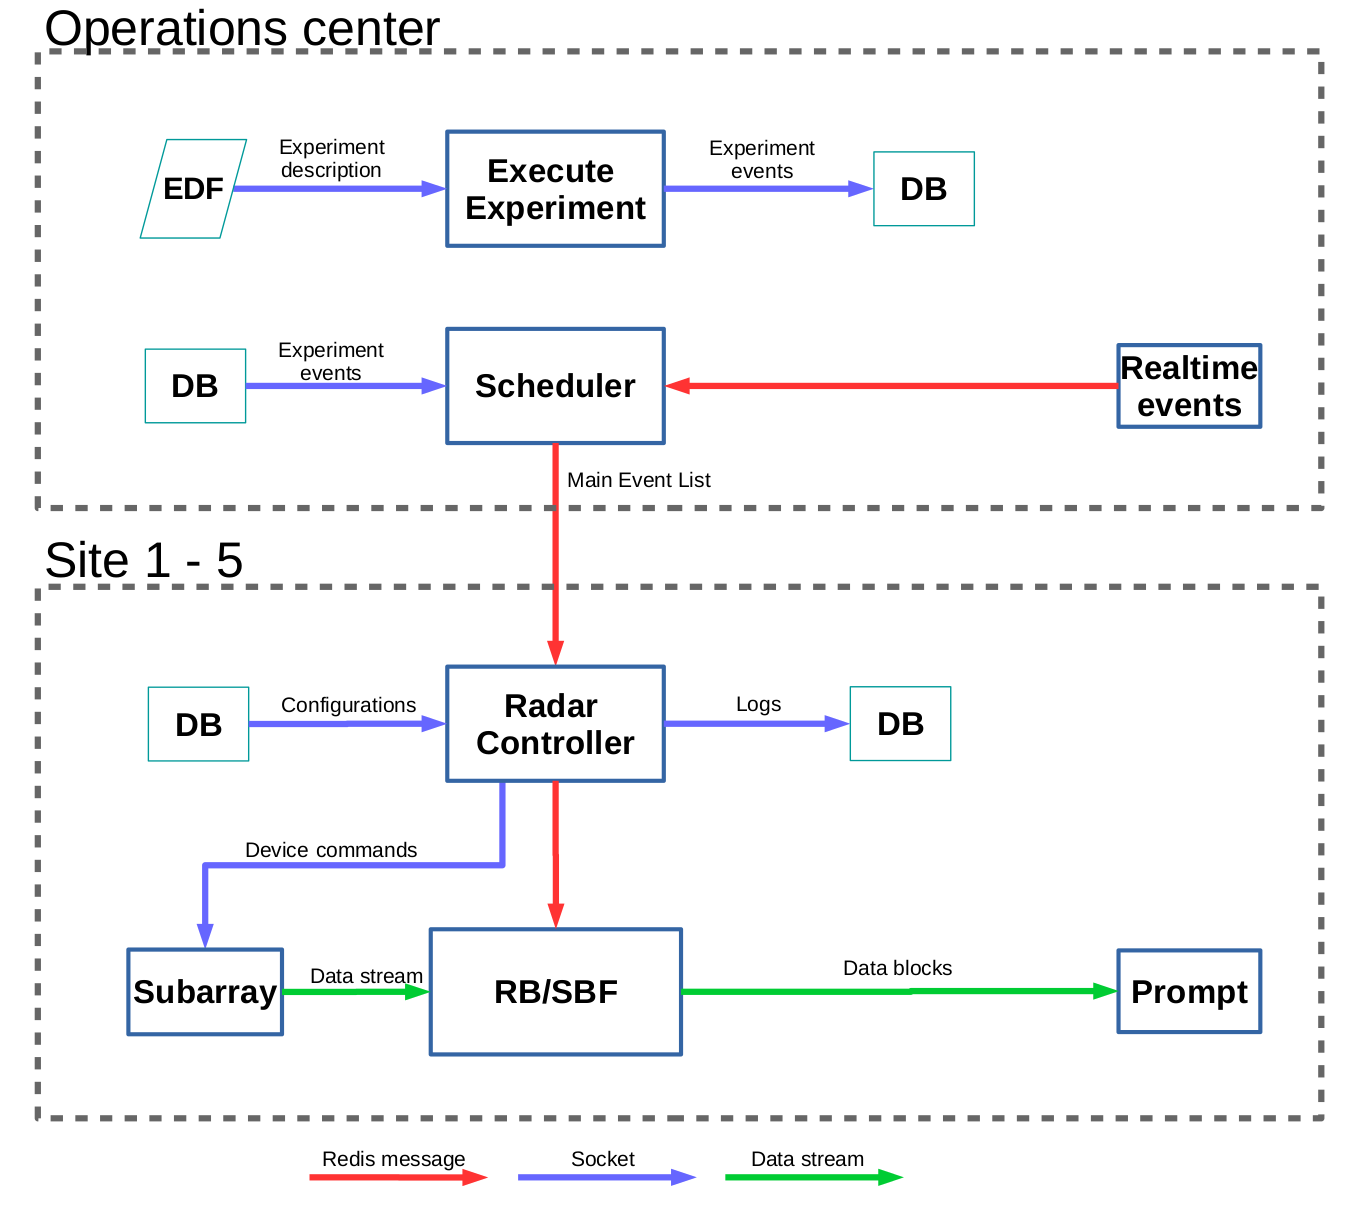 Operations center
Experiment
description
Experiment
events
EDF
Execute
Experiment
DB
Experiment
events
DB
Scheduler
Realtime
events
Main Event List
Site 1 - 5
Configurations
Logs
DB
Radar
Controller
DB
Device commands
Data stream
Data blocks
Subarray
RB/SBF
Prompt
Redis message
Socket
Data stream